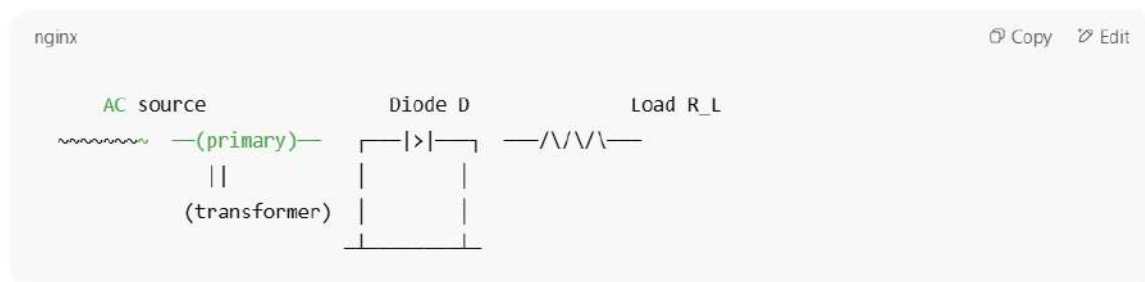 nginx Copy Edit
AC source Diode D Load R_L
~~~~~~~~ ──(primary)── ┌──|>|──┐ ──/\/\/\──
|| │ │
(transformer) │ │
─┴────────┴─